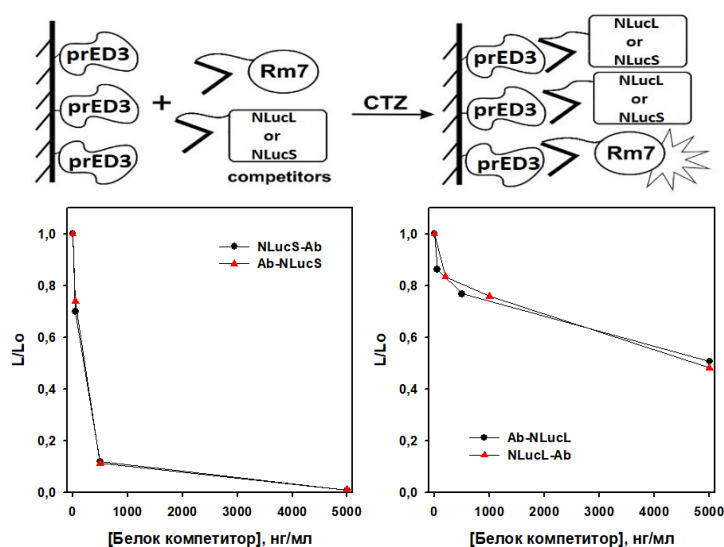 prED3
prED3
prED3
+
Rm7
NLucL
or
NLucS
competitors
CTZ
prED3
prED3
prED3
NLucL
or
NLucS
NLucL
or
NLucS
Rm7
L/Lo
1,0
0,8
0,6
0,4
0,2
0,0
NLucS-Ab
Ab-NLucS
0 1000 2000 3000 4000 5000
[Белок компетитор], нг/мл
L/Lo
1,0
0,8
0,6
0,4
0,2
0,0
Ab-NLucL
NLucL-Ab
0 1000 2000 3000 4000 5000
[Белок компетитор], нг/мл